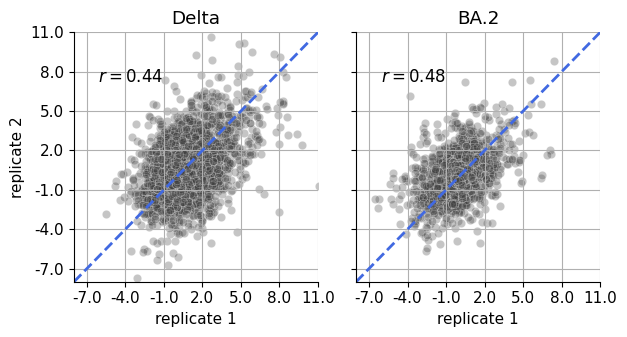 Delta
BA.2
11.0
8.0
5.0
2.0
-1.0
-4.0
-7.0
replicate 2
r = 0.44
r = 0.48
-7.0 -4.0 -1.0 2.0 5.0 8.0 11.0
-7.0 -4.0 -1.0 2.0 5.0 8.0 11.0
replicate 1
replicate 1